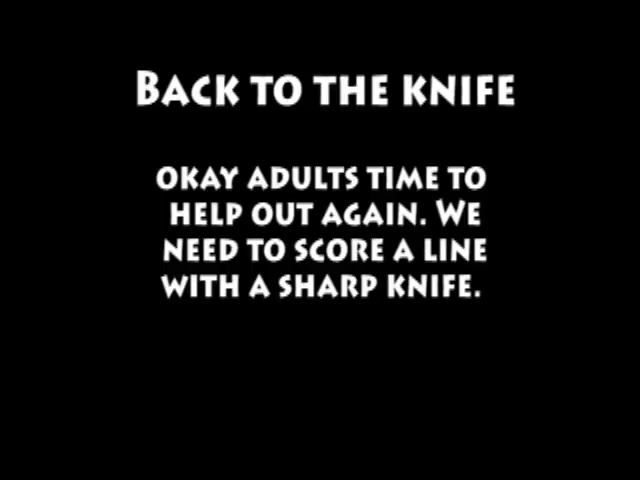 Back to the knife
okay adults time to
help out again. We
need to score a line
with a sharp knife.